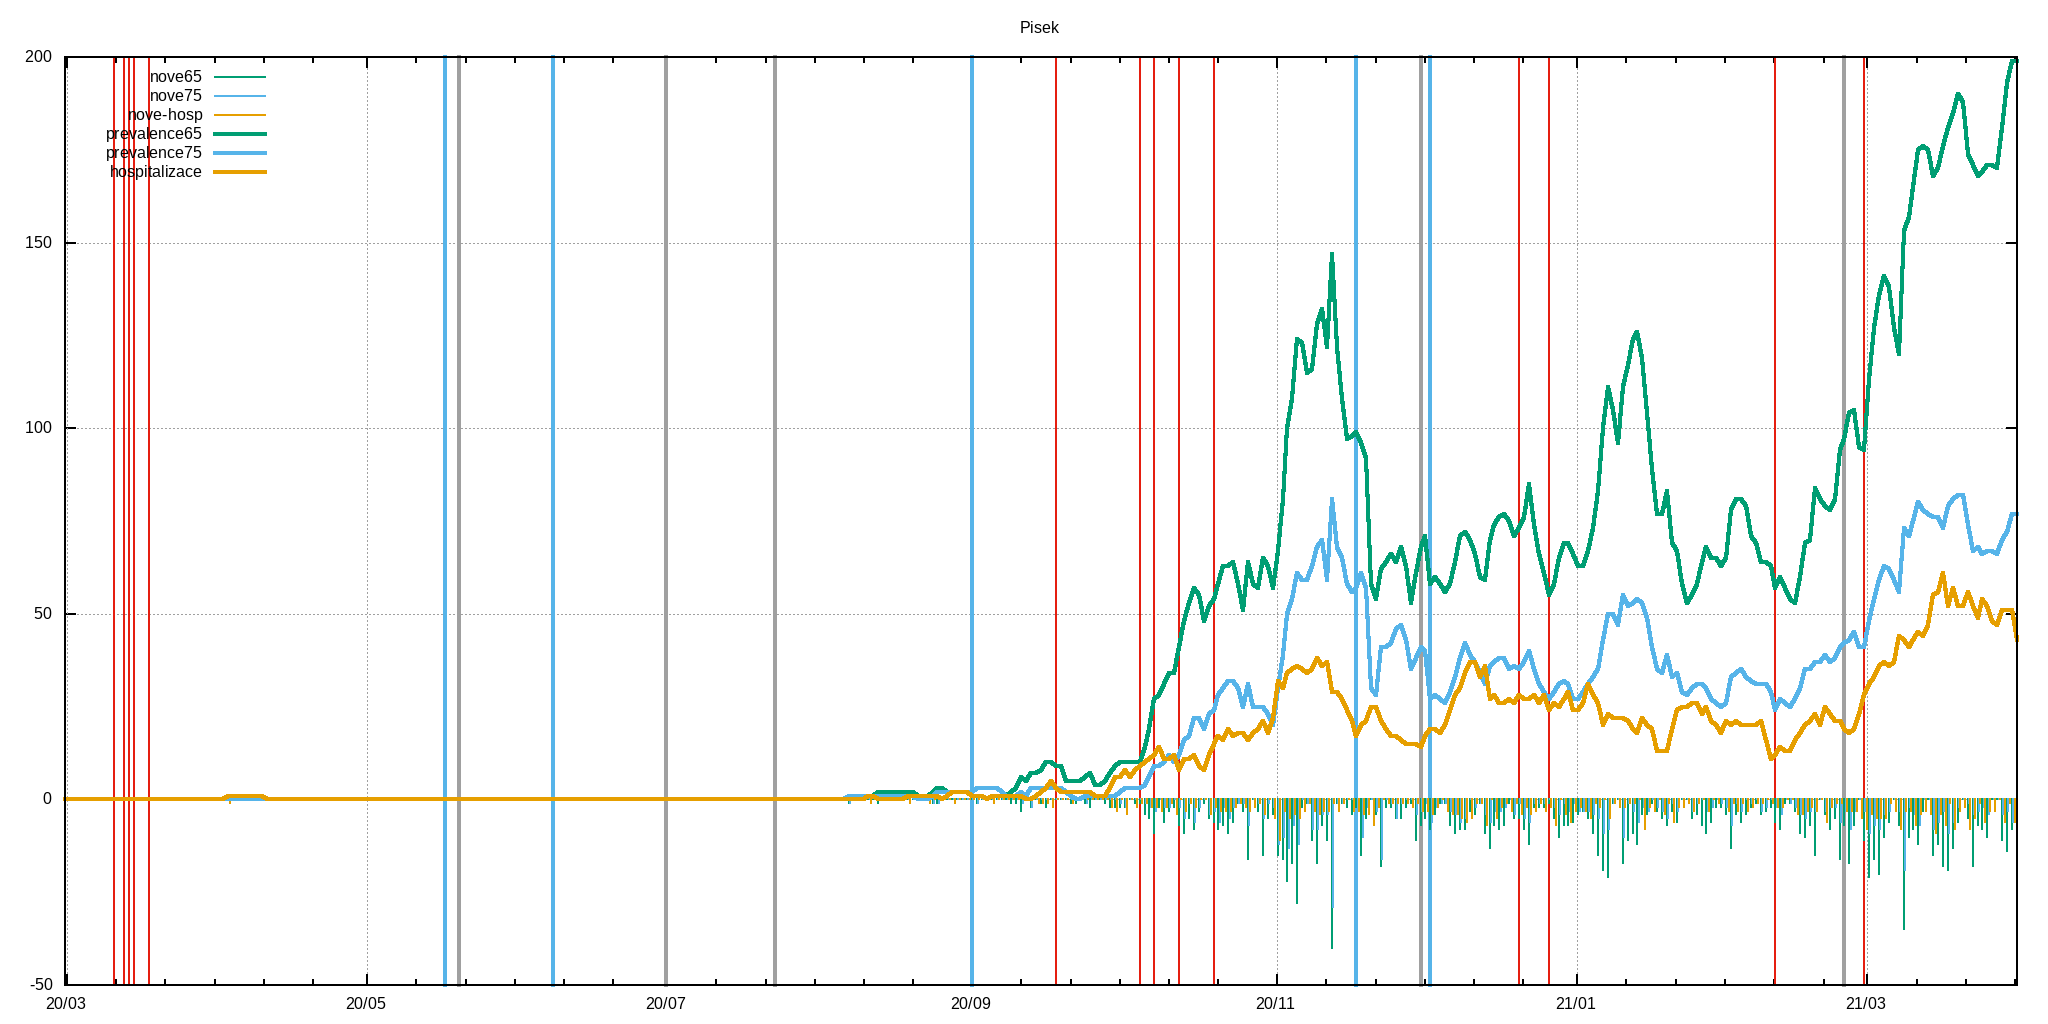 Pisek
200
nove65
nove75
nove-hosp
prevalence65
prevalence75
hospitalizace
150
100
50
0
-50
20/03 20/05 20/07 20/09 20/11 21/01 21/03